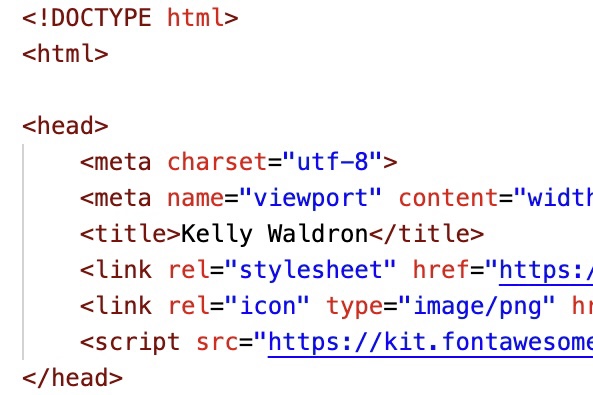 <!DOCTYPE html>
<html>
<head>
<meta charset="utf-8">
<meta name="viewport" content="width
<title>Kelly Waldron</title>
<link rel="stylesheet" href="https:/
<link rel="icon" type="image/png" hr
<script src="https://kit.fontawesome
</head>